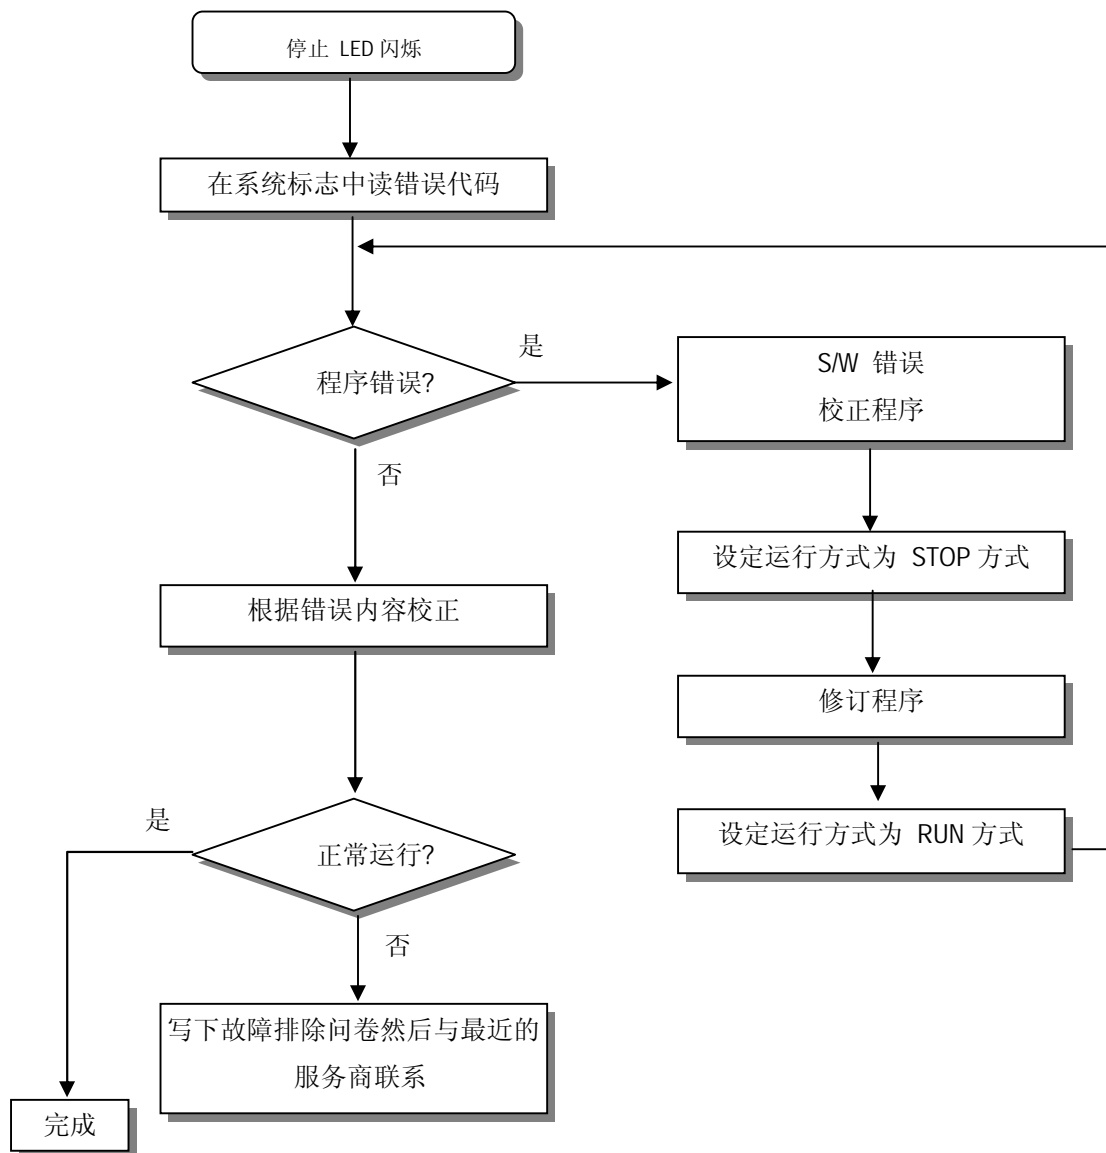 停止 LED 闪烁
在系统标志中读错误代码
程序错误?
是
S/W 错误
校正程序
否
设定运行方式为 STOP 方式
根据错误内容校正
修订程序
设定运行方式为 RUN 方式
是
正常运行?
否
写下故障排除问卷然后与最近的
服务商联系
完成